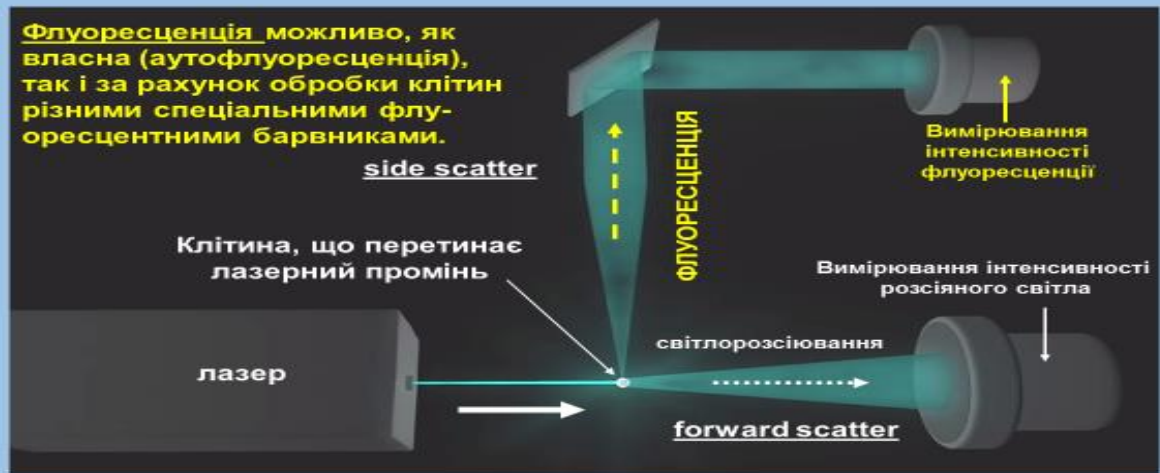 Флуоресценція можливо, як
власна (аутофлуоресценція),
так і за рахунок обробки клітин
різними спеціальними флу-
оресцентними барвниками.
side scatter
ФЛУОРЕСЦЕНЦІЯ
Вимірювання
інтенсивності
флуоресценції
Клітина, що перетинає
лазерний промінь
Вимірювання інтенсивності
розсіяного світла
світлорозсіювання
лазер
forward scatter